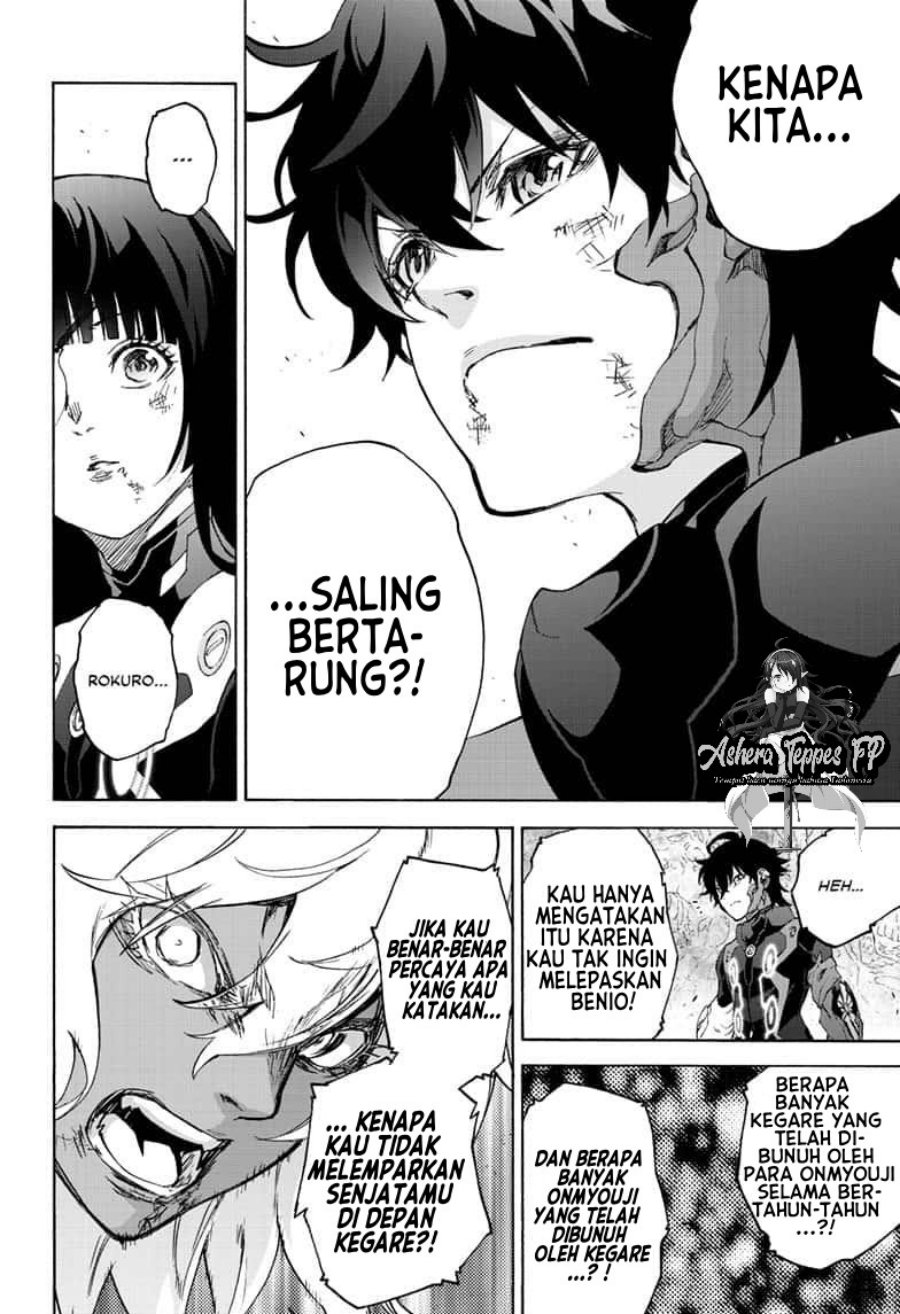 KENAPA
KITA...
...SALING
BERTA-
RUNG?!
...
ROKURO...
HEH...
KAU HANYA
MENGATAKAN
ITU KARENA
KAU TAK INGIN
MELEPASKAN
BENIO!
JIKA KAU
BENAR-BENAR
PERCAYA APA
YANG KAU
KATAKAN...
... KENAPA
KAU TIDAK
MELEMPARKAN
SENJATAMU
DI DEPAN
KEGARE?!
BERAPA
BANYAK
KEGARE YANG
TELAH DI-
BUNUH OLEH
PARA ONMYOUJI
SELAMA BER-
TAHUN-TAHUN
...?!
DAN BERAPA
BANYAK
ONMYOUJI
YANG TELAH
DIBUNUH
OLEH KEGARE
...? !
Ashera Teppes FP